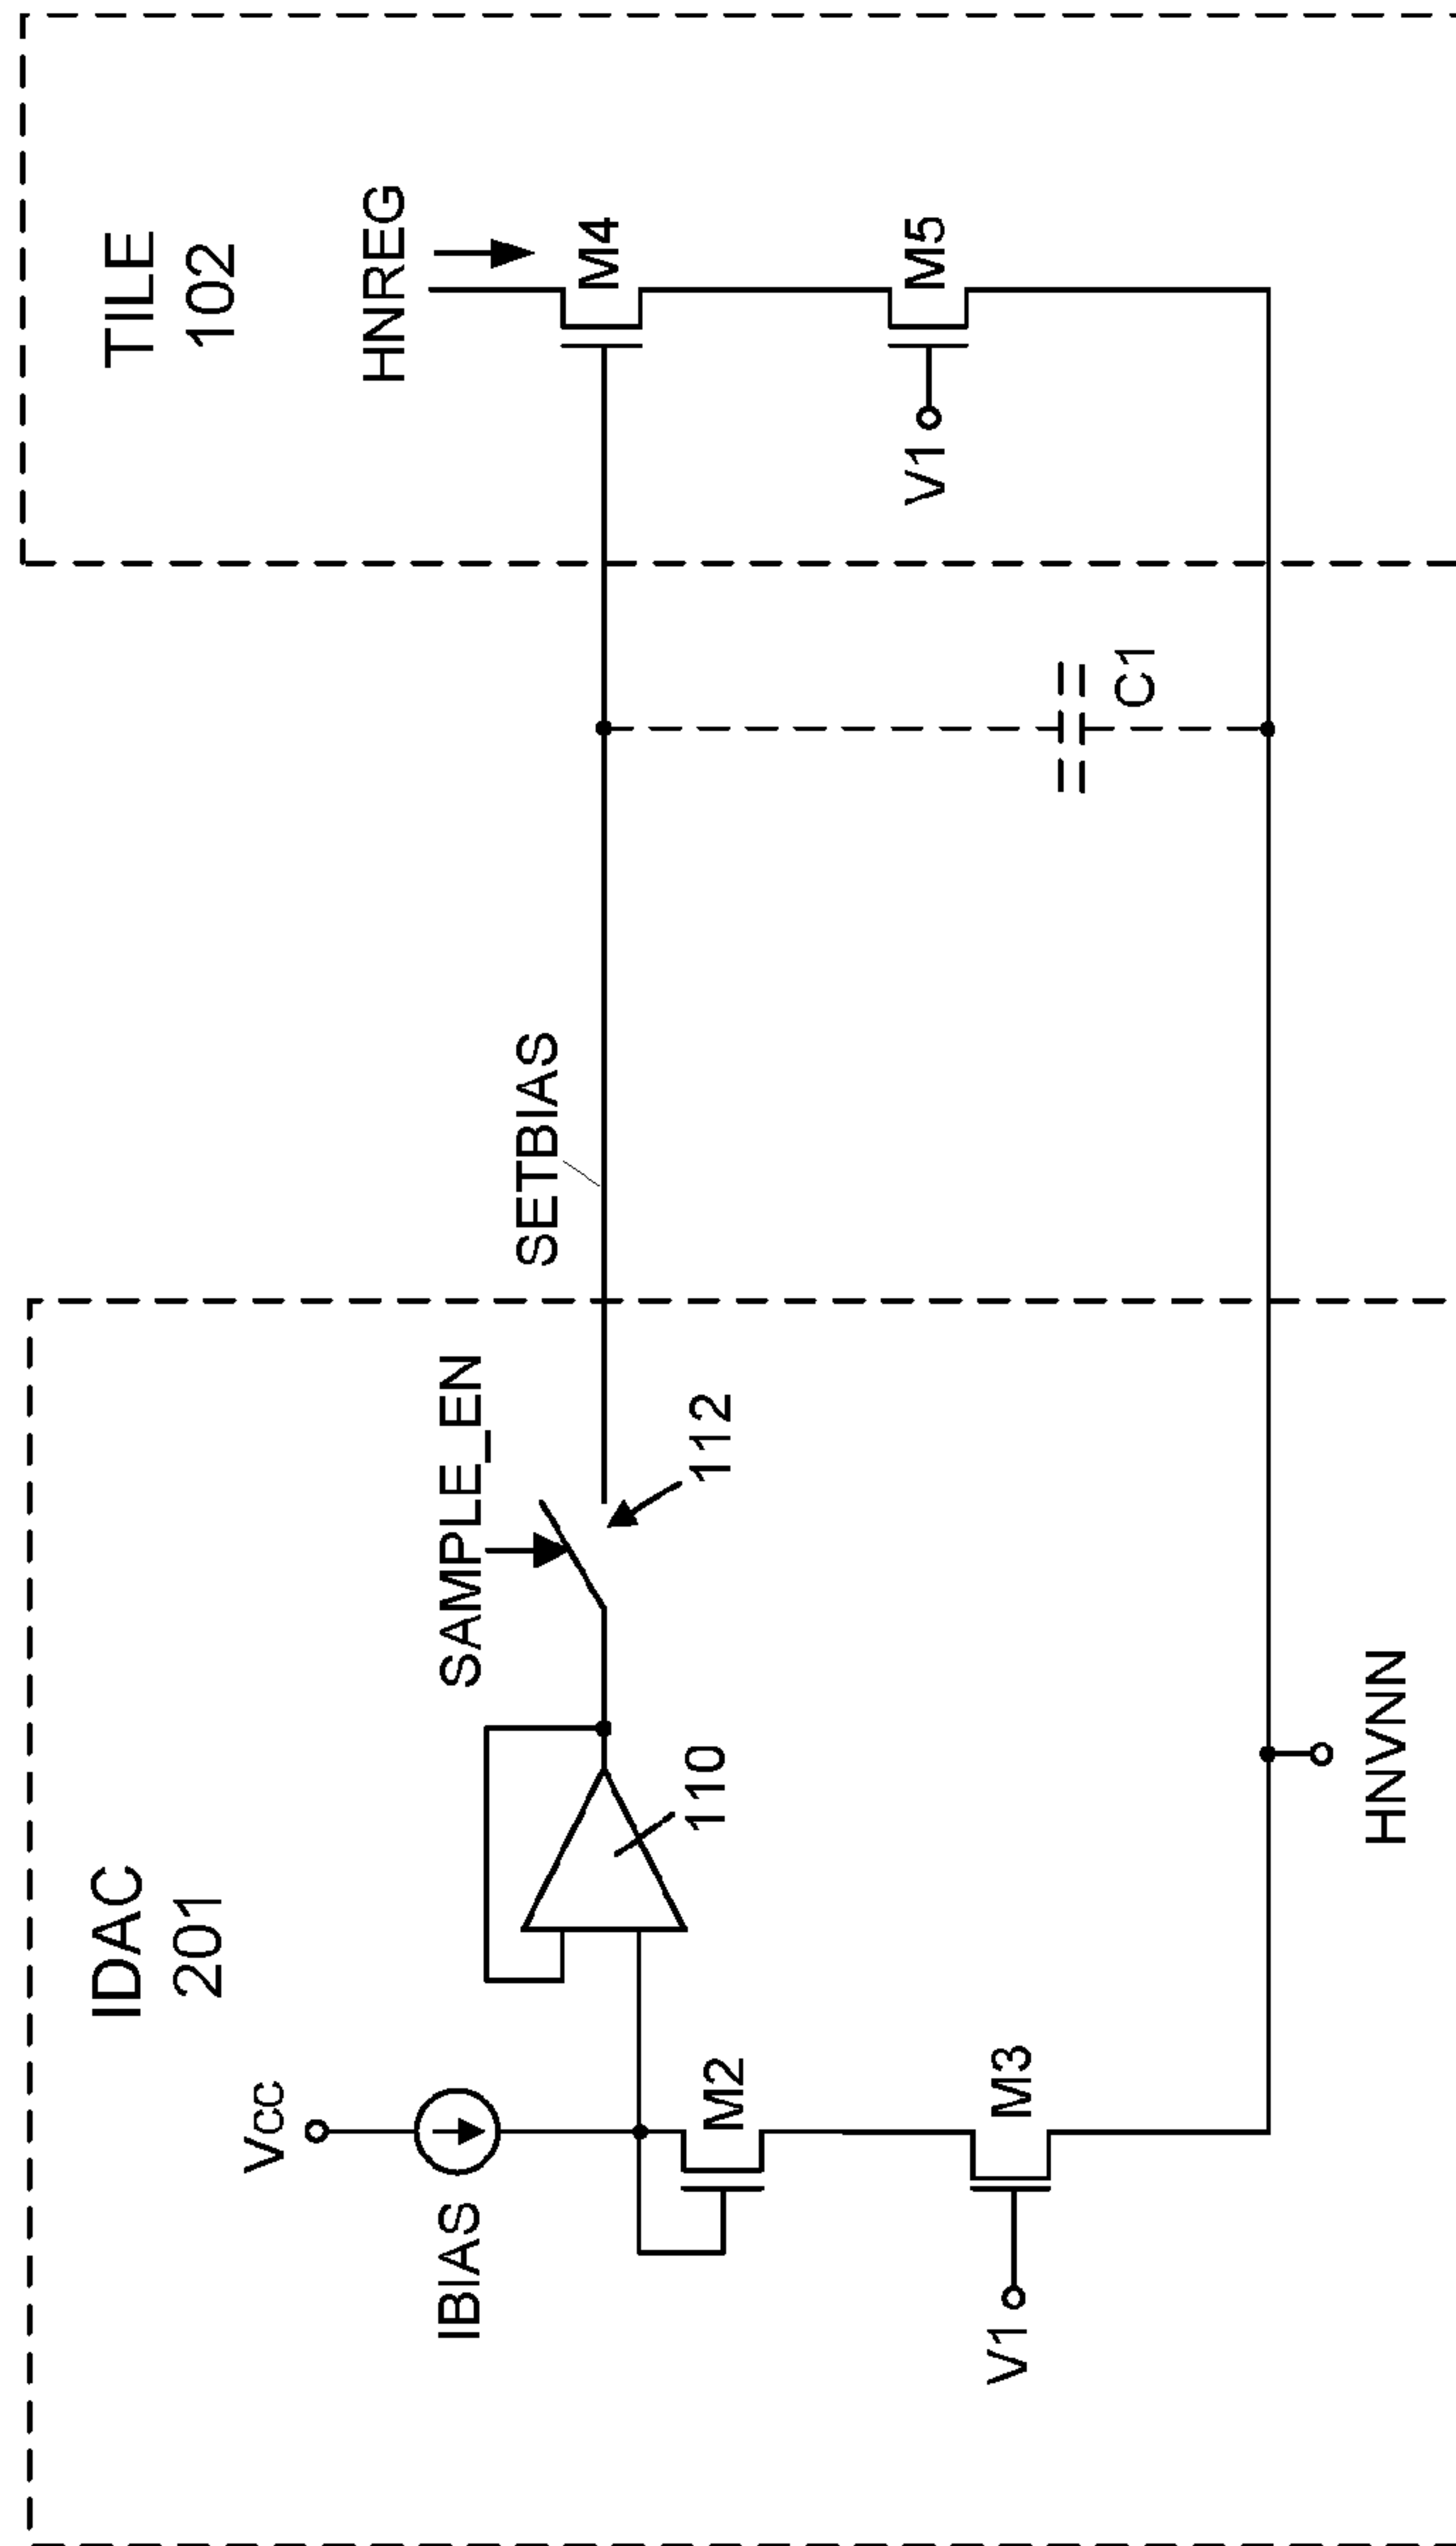 IDAC
201
TILE
102
VCC
IBIAS
SAMPLE_EN
SETBIAS
HNREG
110
112
M2
M3
M4
M5
V1
V1
C1
HNVNN